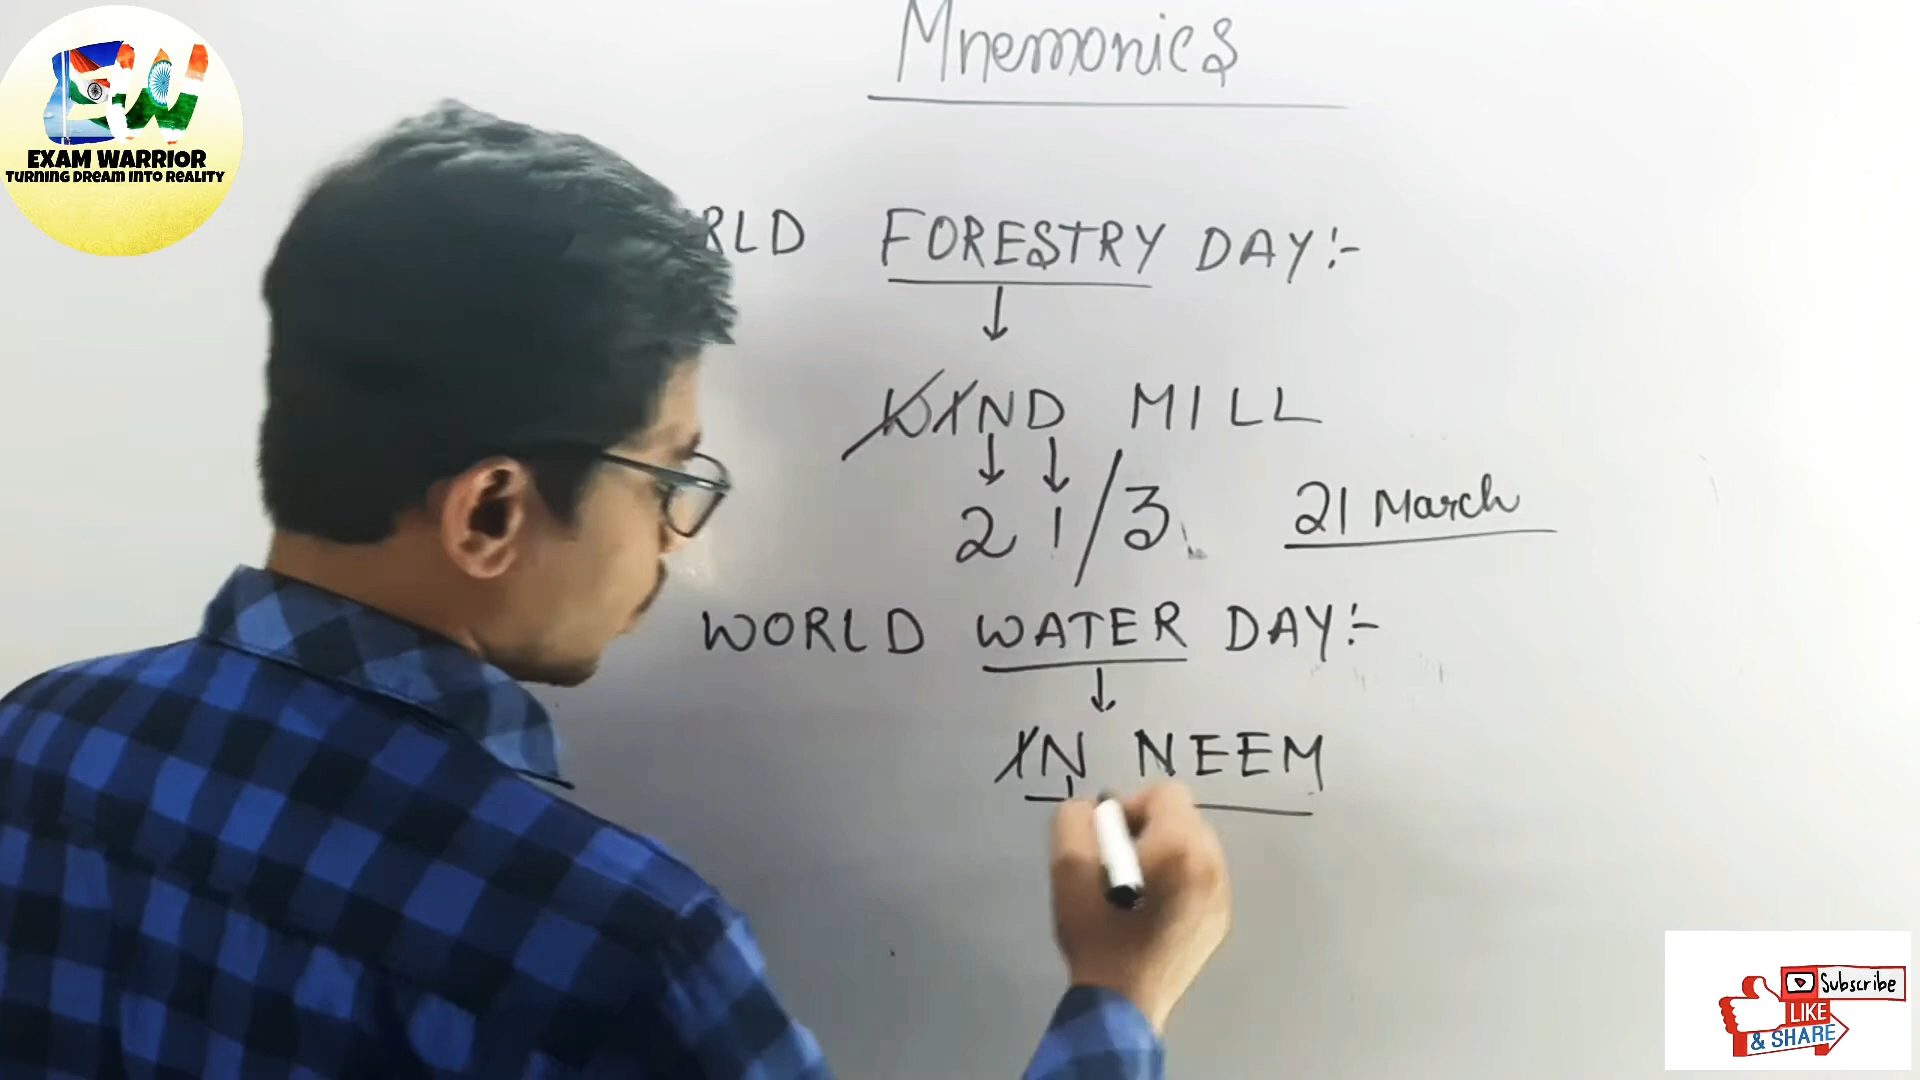 Mnemonics
EW
EXAM WARRIOR
TURNING DREAM INTO REALITY
RLD FORESTRY DAY:-
WIND MILL
21/3
21 March
WORLD WATER DAY:-
IN NEEM
Subscribe
LIKE
& SHARE